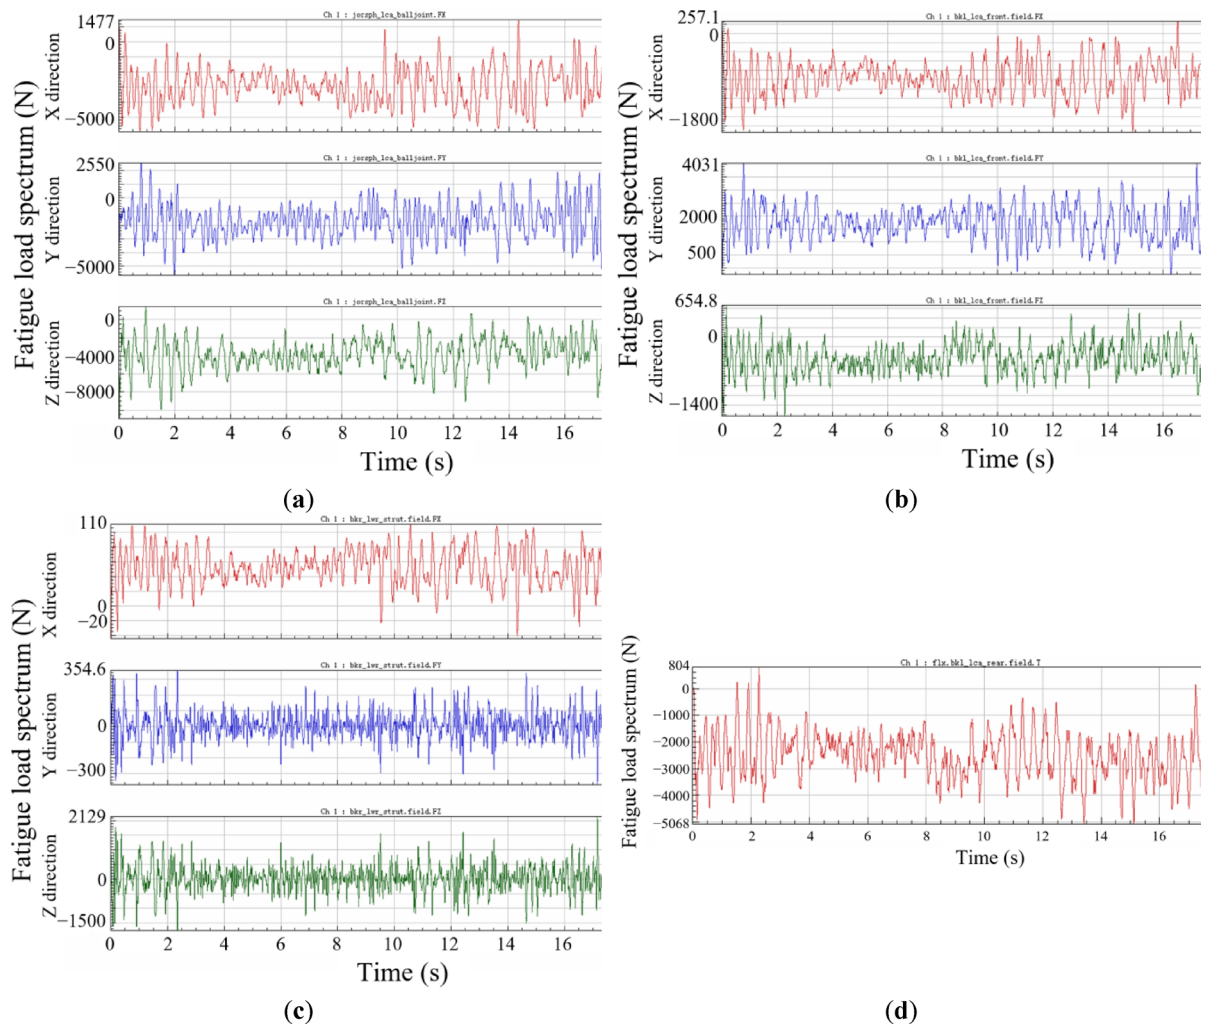 Ch 1 : jorsph_lca_balljoint.FX
1477
0
−5000
X direction
Ch 1 : jorsph_lca_balljoint.FY
2550
0
−5000
Y direction
Ch 1 : jorsph_lca_balljoint.FZ
0
−4000
−8000
Z direction
Fatigue load spectrum (N)
0 2 4 6 8 10 12 14 16
Time (s)
(a)
Ch 1 : bkl_lca_front.field.FX
257.1
0
−1800
X direction
Ch 1 : bkl_lca_front.field.FY
4031
2000
500
Y direction
Ch 1 : bkl_lca_front.field.FZ
654.8
0
−1400
Z direction
Fatigue load spectrum (N)
0 2 4 6 8 10 12 14 16
Time (s)
(b)
Ch 1 : bkr_lwr_strut.field.FX
110
0
−20
X direction
Ch 1 : bkr_lwr_strut.field.FY
354.6
0
−300
Y direction
Ch 1 : bkr_lwr_strut.field.FZ
2129
0
−1500
Z direction
Fatigue load spectrum (N)
0 2 4 6 8 10 12 14 16
Time (s)
(c)
Ch 1 : flx.bkl_lca_rear.field.T
804
0
−1000
−2000
−3000
−4000
−5068
Fatigue load spectrum (N)
0 2 4 6 8 10 12 14 16
Time (s)
(d)